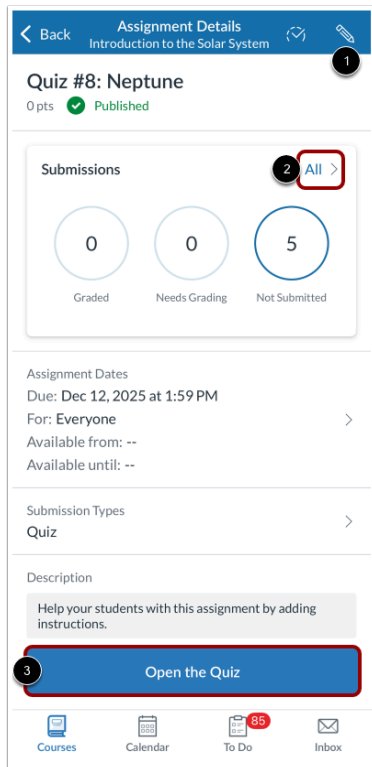 Back
Assignment Details
Introduction to the Solar System
1
Quiz #8: Neptune
0 pts Published
Submissions
2 All
0 0 5
Graded Needs Grading Not Submitted
Assignment Dates
Due: Dec 12, 2025 at 1:59 PM
For: Everyone
Available from: --
Available until: --
Submission Types
Quiz
Description
Help your students with this assignment by adding
instructions.
3 Open the Quiz
85
Courses Calendar To Do Inbox